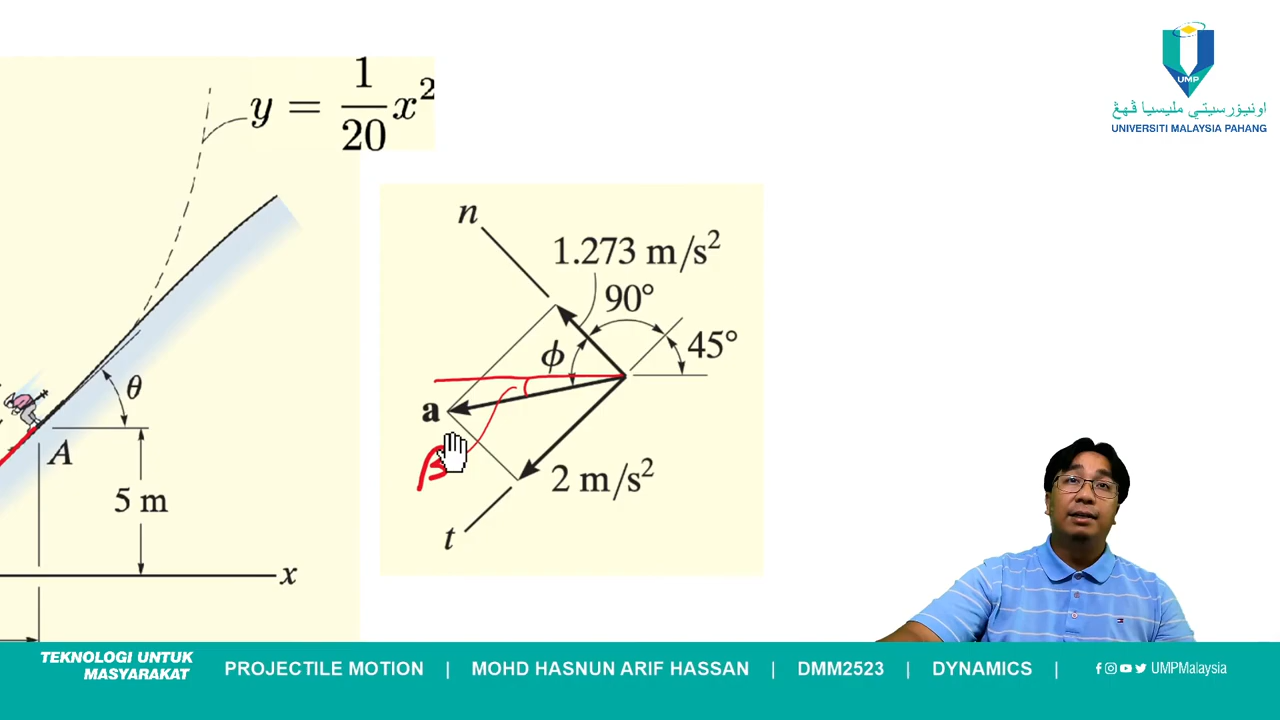 y = 1/20 x²
UMP
اونيۏرسيتي مليسيا ڤهڠ
UNIVERSITI MALAYSIA PAHANG
n
1.273 m/s²
90°
45°
ϕ
θ
a
β
A
2 m/s²
5 m
t
x
TEKNOLOGI UNTUK
MASYARAKAT
PROJECTILE MOTION | MOHD HASNUN ARIF HASSAN | DMM2523 | DYNAMICS | UMPMalaysia